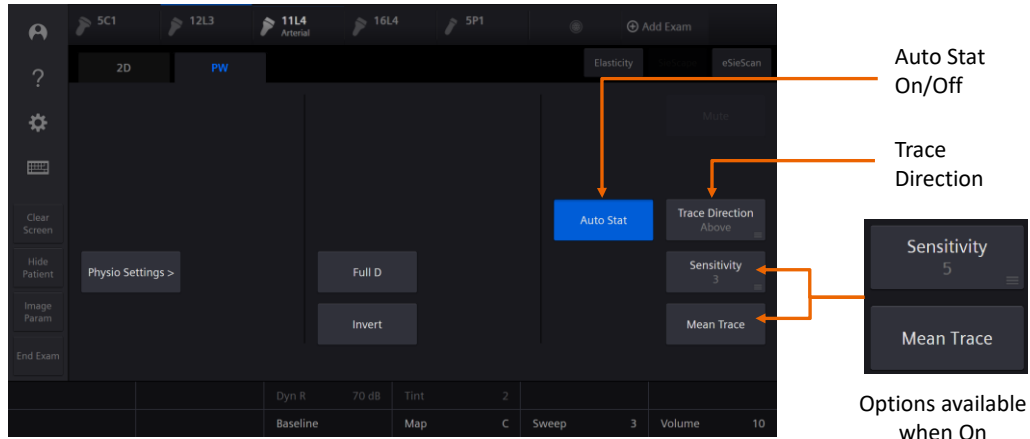 5C1
12L3
11L4
Arterial
16L4
5P1
Add Exam
2D
PW
Elasticity
eSieScan
Mute
Clear
Screen
Hide
Patient
Image
Param
End Exam
Physio Settings >
Full D
Invert
Auto Stat
Trace Direction
Above
Sensitivity
3
Mean Trace
Dyn R 70 dB Tint 2
Baseline Map C Sweep 3 Volume 10
Auto Stat
On/Off
Trace
Direction
Sensitivity
5
Mean Trace
Options available
when On